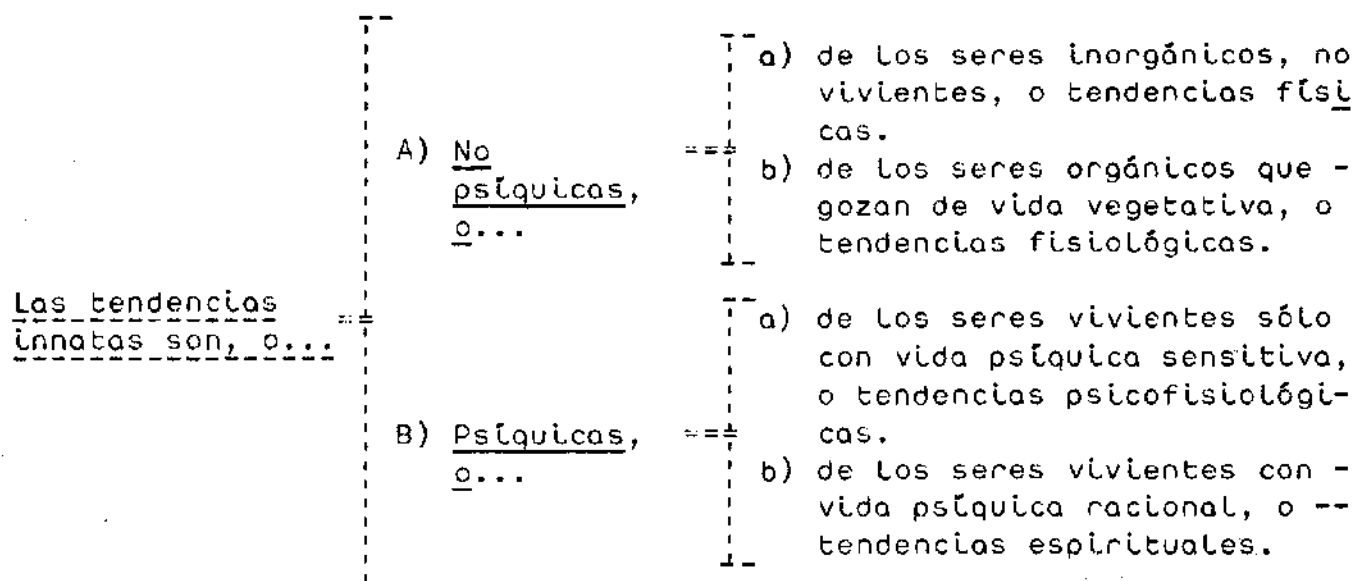 Las tendencias
innatas son, o...
A) No
psíquicas,
o...
a) de los seres inorgánicos, no
vivientes, o tendencias físi
cas.
b) de los seres orgánicos que -
gozan de vida vegetativa, o
tendencias fisiológicas.
B) Psíquicas,
o...
a) de los seres vivientes sólo
con vida psíquica sensitiva,
o tendencias psicofisiológi-
cas.
b) de los seres vivientes con -
vida psíquica racional, o --
tendencias espirituales.